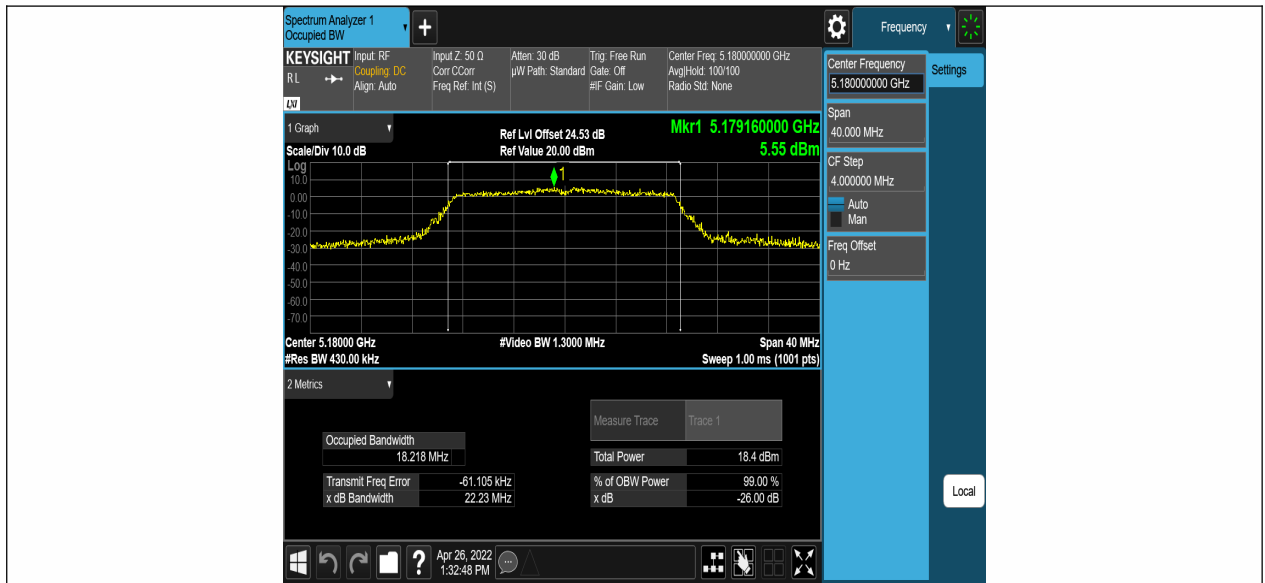 Spectrum Analyzer 1
Occupied BW
+
Frequency
KEYSIGHT
RL
LXI
Input: RF
Coupling: DC
Align: Auto
Input Z: 50 Ω
Corr CCorr
Freq Ref: Int (S)
Atten: 30 dB
µW Path: Standard
Trig: Free Run
Gate: Off
#IF Gain: Low
Center Freq: 5.180000000 GHz
Avg|Hold: 100/100
Radio Std: None
Center Frequency
5.18000000 GHz
Settings
Span
40.000 MHz
CF Step
4.000000 MHz
Auto
Man
Freq Offset
0 Hz
Local
1 Graph
Scale/Div 10.0 dB
Ref Lvl Offset 24.53 dB
Ref Value 20.00 dBm
Mkr1 5.179160000 GHz
5.55 dBm
Log
10.0
0.00
-10.0
-20.0
-30.0
-40.0
-50.0
-60.0
-70.0
1
Center 5.18000 GHz
#Video BW 1.3000 MHz
Span 40 MHz
#Res BW 430.00 kHz
Sweep 1.00 ms (1001 pts)
2 Metrics
Measure Trace Trace 1
Occupied Bandwidth
18.218 MHz
Total Power 18.4 dBm
Transmit Freq Error -61.105 kHz
% of OBW Power 99.00 %
x dB Bandwidth 22.23 MHz
x dB -26.00 dB
?
Apr 26, 2022
1:32:48 PM